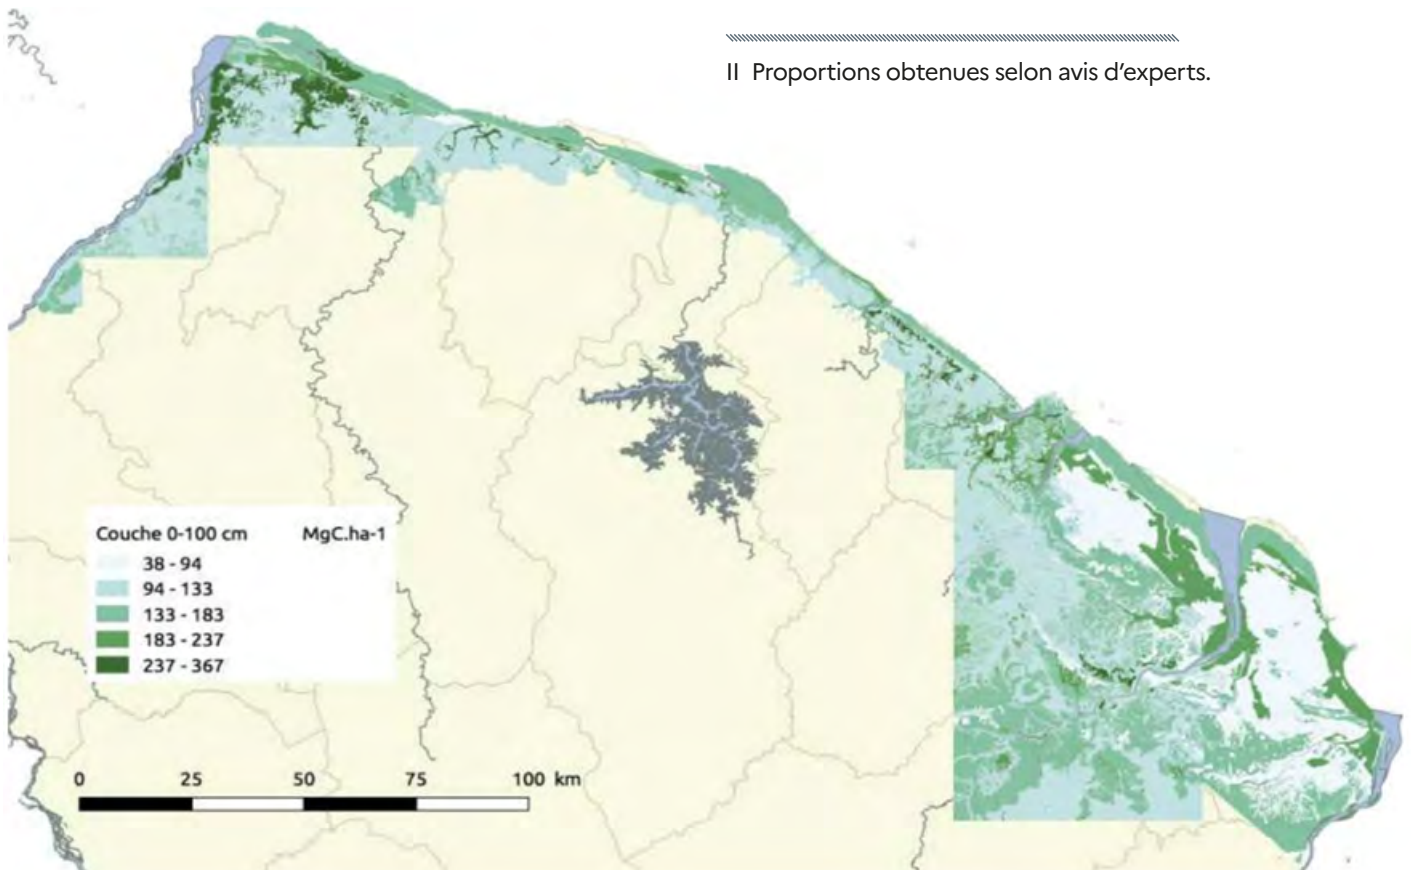 II Proportions obtenues selon avis d'experts.
Couche 0-100 cm MgC.ha-1
38 - 94
94 - 133
133 - 183
183 - 237
237 - 367
0 25 50 75 100 km